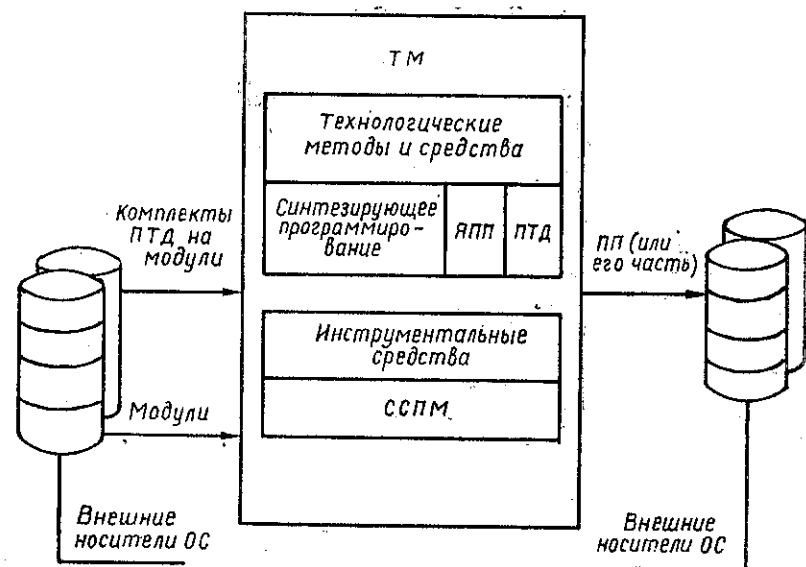 ТМ
Технологические
методы и средства
Синтезирующее
программиро-
вание
ЯПП
ПТД
Комплекты
ПТД на
модули
ПП (или
его часть)
Инструментальные
средства
ССПМ
Модули
Внешние
носители ОС
Внешние
носители ОС